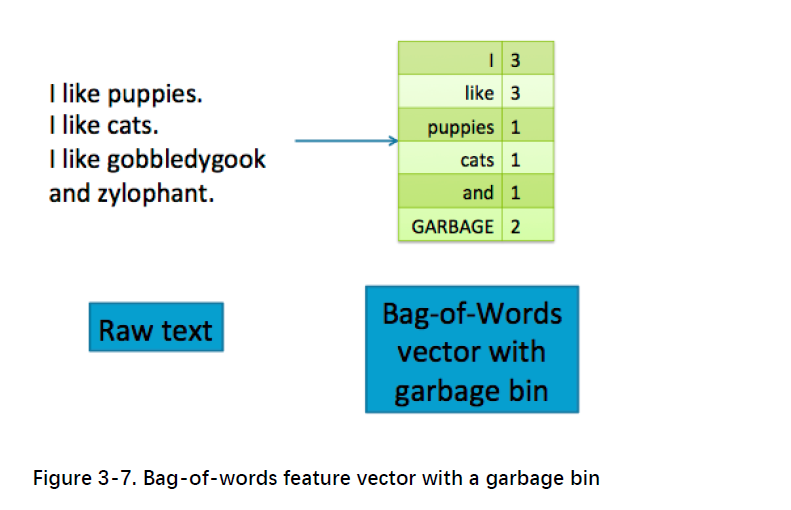 I like puppies.
I like cats.
I like gobbledygook
and zylophant.
I 3
like 3
puppies 1
cats 1
and 1
GARBAGE 2
Raw text
Bag-of-Words
vector with
garbage bin
Figure 3-7. Bag-of-words feature vector with a garbage bin